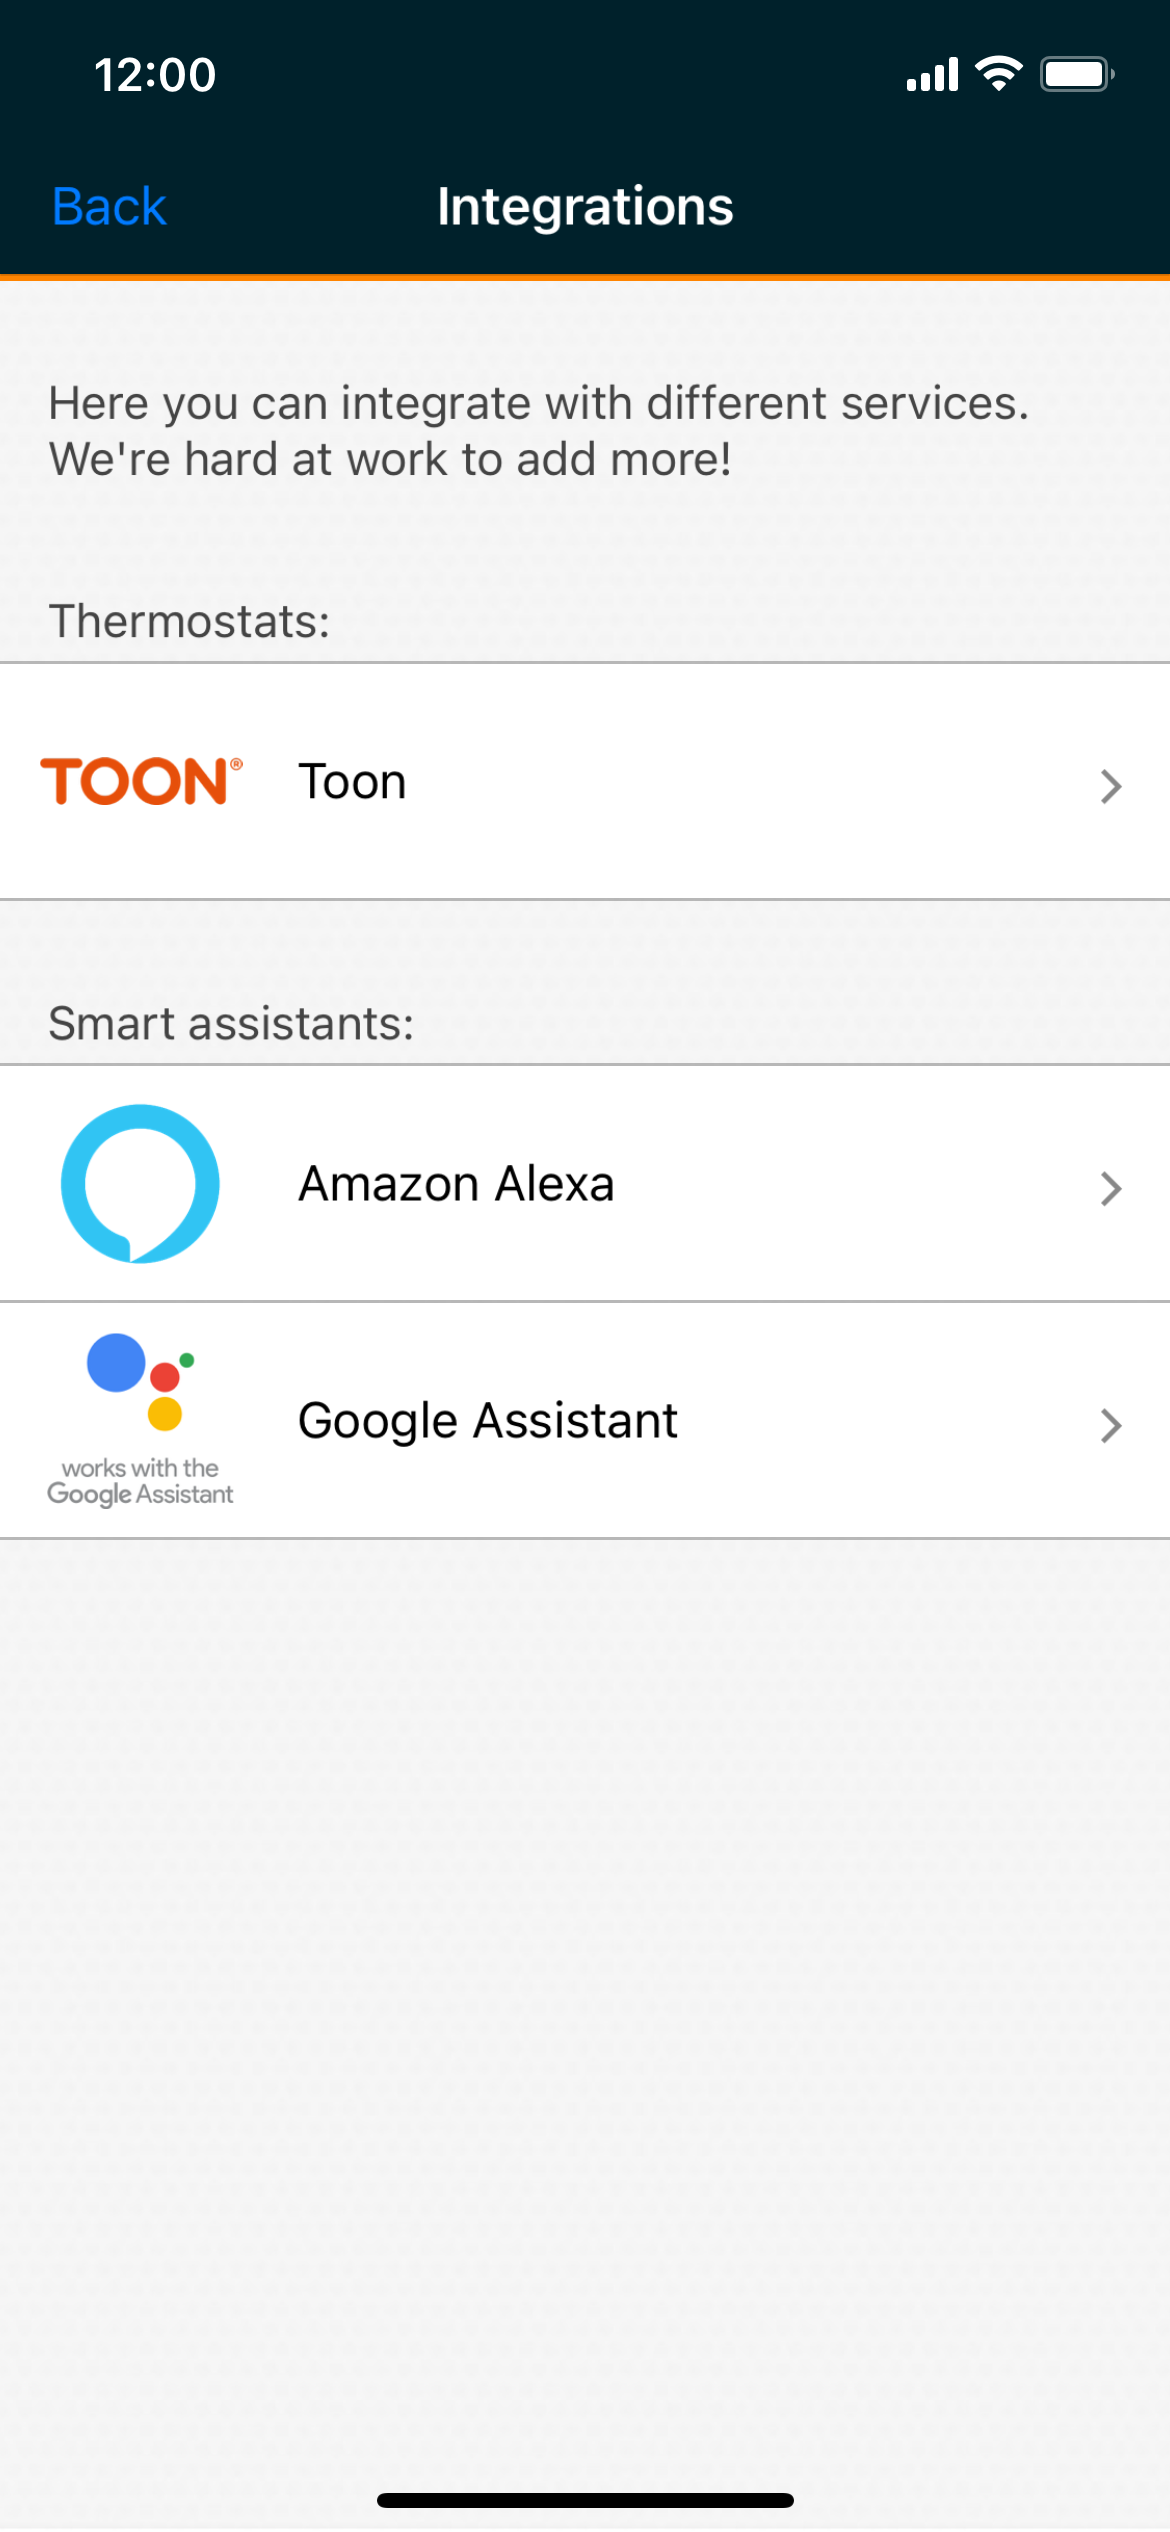 12:00
Back
Integrations
Here you can integrate with different services.
We're hard at work to add more!
Thermostats:
TOON®
Toon
Smart assistants:
Amazon Alexa
works with the
Google Assistant
Google Assistant